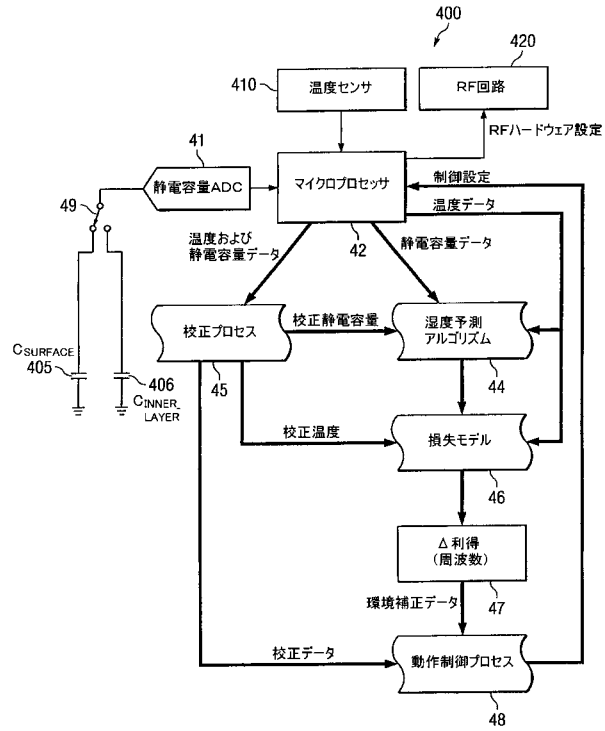 400
420
410
温度センサ
RF回路
RFハードウェア設定
41
静電容量ADC
マイクロプロセッサ
制御設定
温度データ
49
42
温度および
静電容量データ
静電容量データ
校正プロセス
校正静電容量
湿度予測
アルゴリズム
CSURFACE
405
406
CINNER_
LAYER
45
44
校正温度
損失モデル
46
Δ利得
(周波数)
環境補正データ
47
校正データ
動作制御プロセス
48